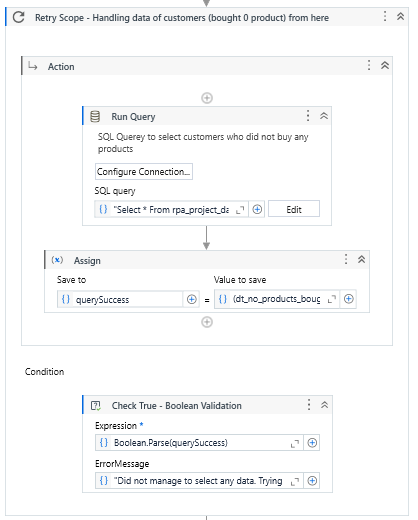 Retry Scope - Handling data of customers (bought 0 product) from here
Action
Run Query
SQL Querey to select customers who did not buy any
products
Configure Connection...
SQL query
{} "Select * From rpa_project_da
Edit
(x) Assign
Save to
Value to save
{} querySuccess
=
{} (dt_no_products_boug
Condition
Check True - Boolean Validation
Expression *
{} Boolean.Parse(querySuccess)
ErrorMessage
{} "Did not manage to select any data. Trying